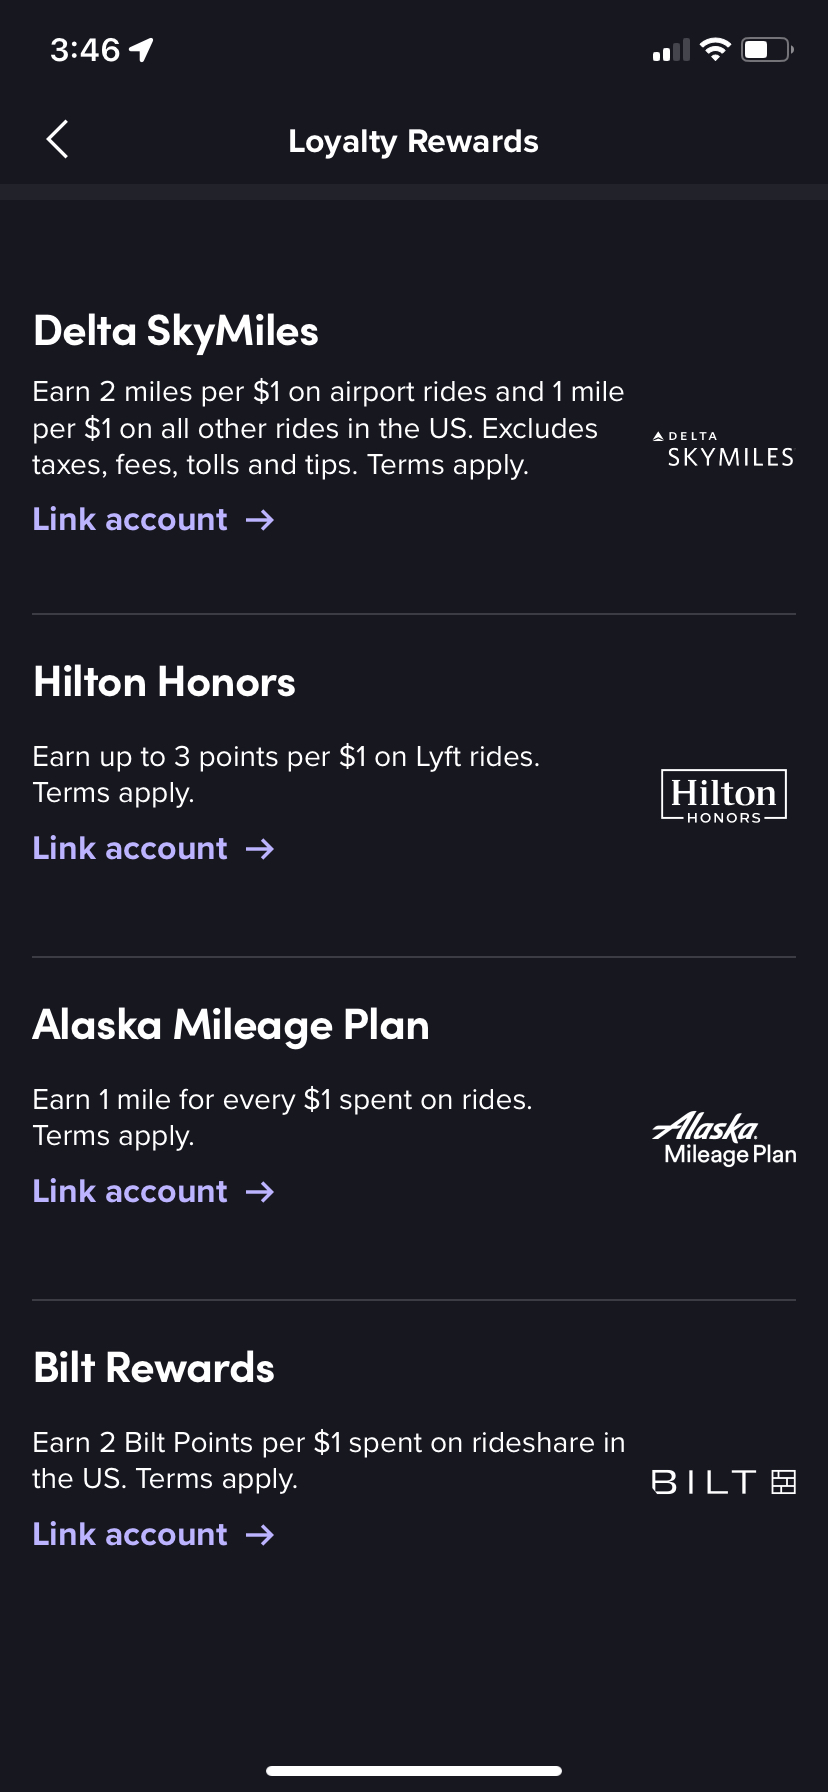 3:46
Loyalty Rewards
Delta SkyMiles
Earn 2 miles per $1 on airport rides and 1 mile
per $1 on all other rides in the US. Excludes
taxes, fees, tolls and tips. Terms apply.
DELTA
SKYMILES
Link account →
Hilton Honors
Earn up to 3 points per $1 on Lyft rides.
Terms apply.
Hilton
HONORS
Link account →
Alaska Mileage Plan
Earn 1 mile for every $1 spent on rides.
Terms apply.
Alaska
Mileage Plan
Link account →
Bilt Rewards
Earn 2 Bilt Points per $1 spent on rideshare in
the US. Terms apply.
BILT
Link account →